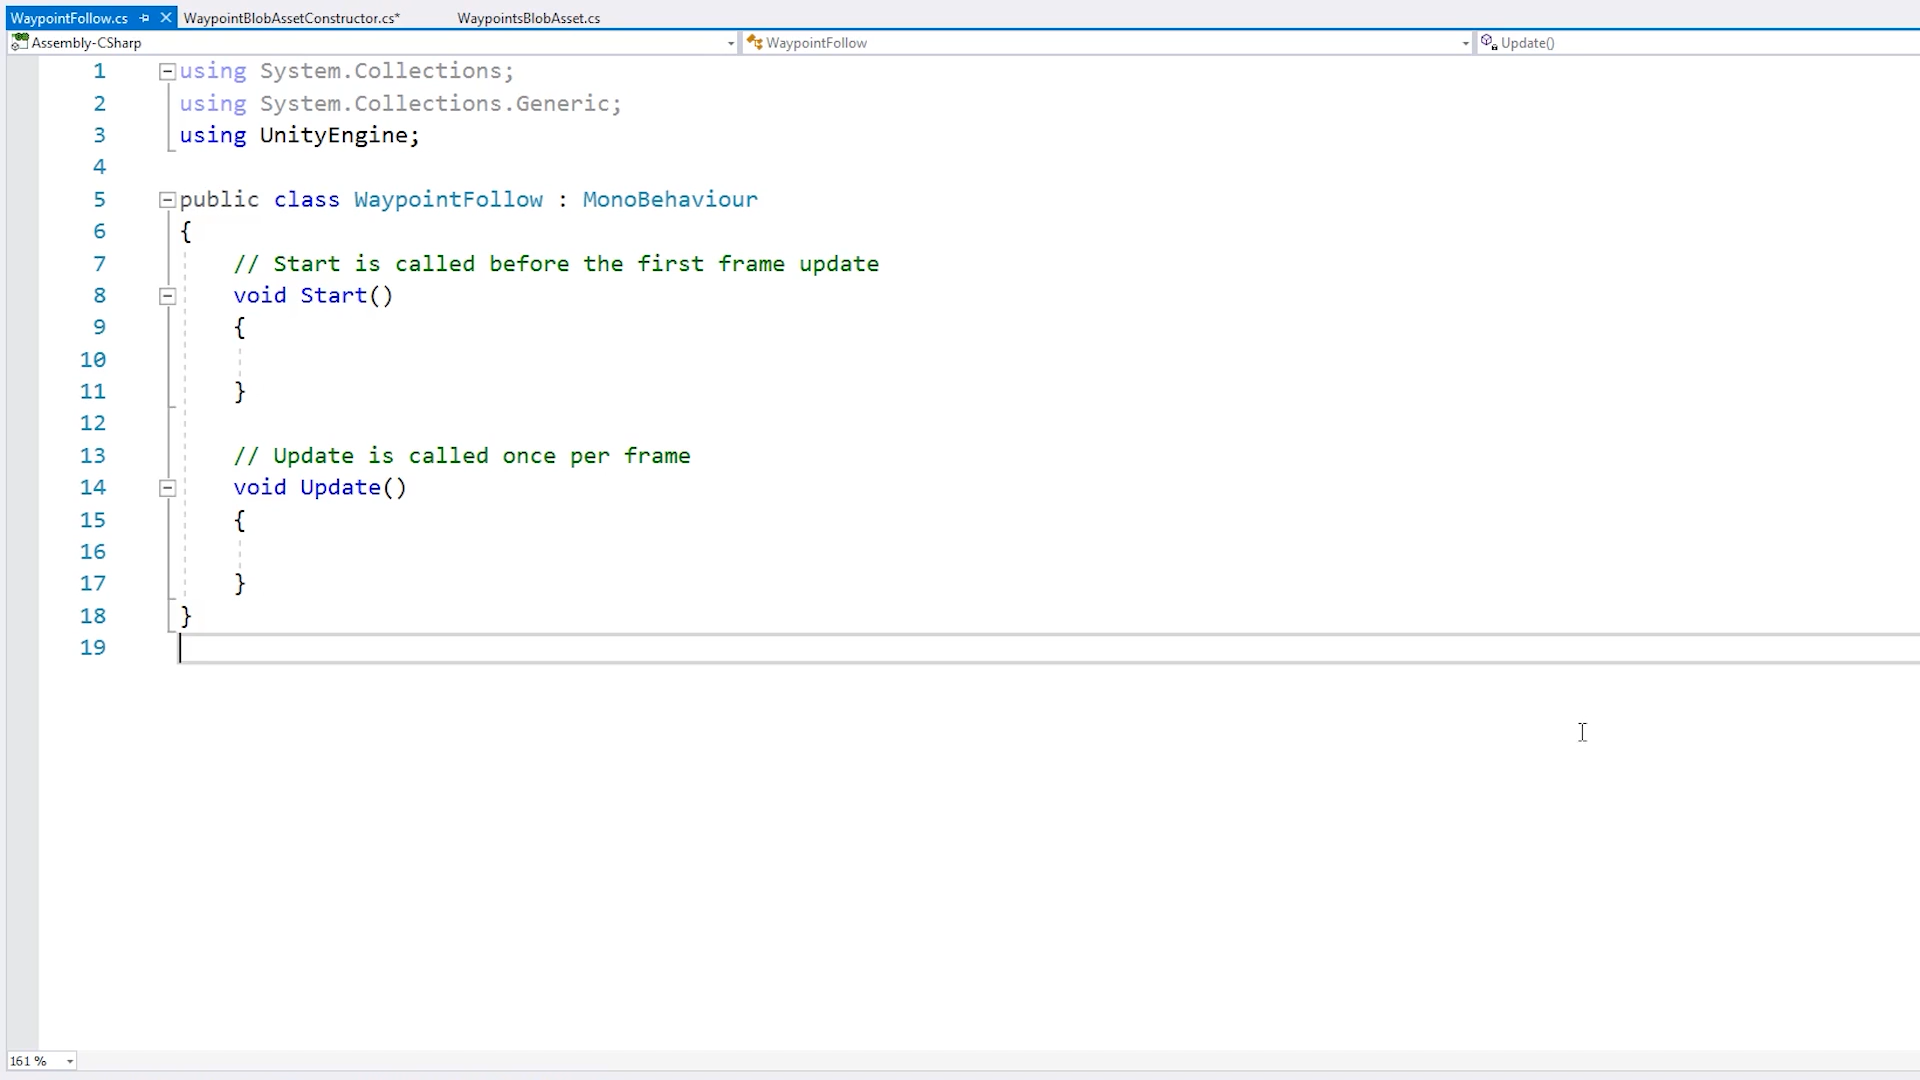 WaypointFollow.cs WaypointBlobAssetConstructor.cs* WaypointsBlobAsset.cs
Assembly-CSharp WaypointFollow Update()
1 using System.Collections;
2 using System.Collections.Generic;
3 using UnityEngine;
4
5 public class WaypointFollow : MonoBehaviour
6 {
7 // Start is called before the first frame update
8 void Start()
9 {
10
11 }
12
13 // Update is called once per frame
14 void Update()
15 {
16
17 }
18 }
19
161 %